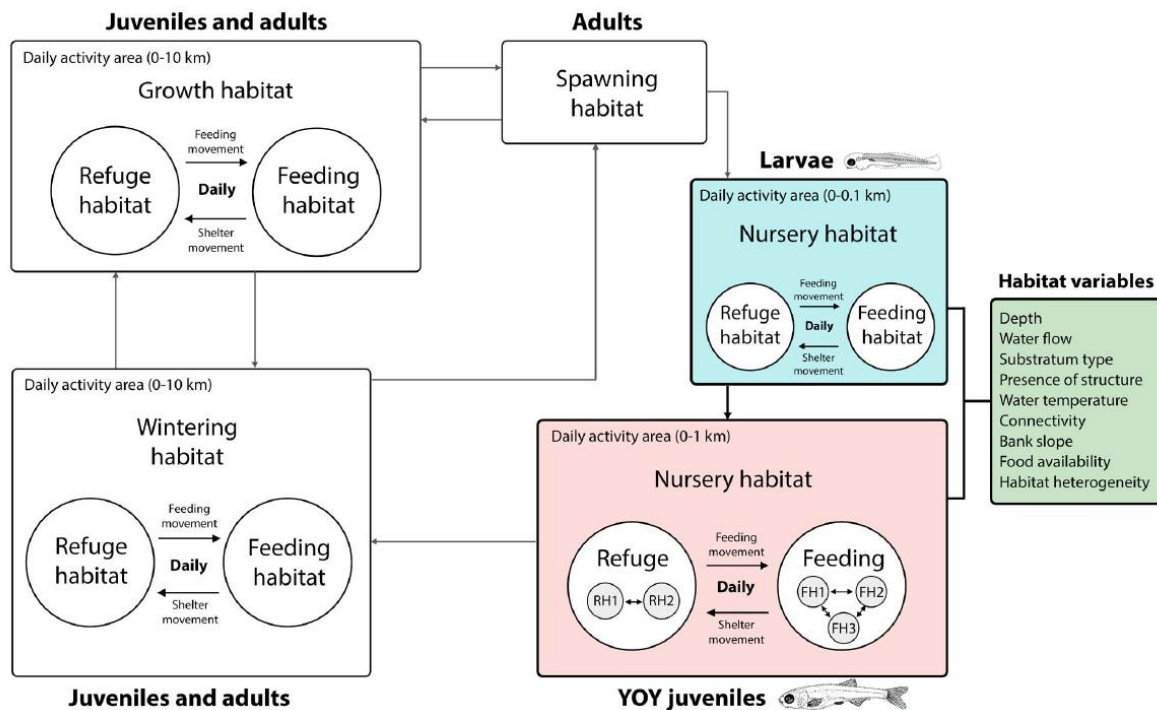 Juveniles and adults
Daily activity area (0-10 km)
Growth habitat
Refuge
habitat
Feeding
movement
Daily
Shelter
movement
Feeding
habitat
Adults
Spawning
habitat
Larvae
Daily activity area (0-0.1 km)
Nursery habitat
Refuge
habitat
Feeding
movement
Daily
Shelter
movement
Feeding
habitat
Habitat variables
Depth
Water flow
Substratum type
Presence of structure
Water temperature
Connectivity
Bank slope
Food availability
Habitat heterogeneity
Daily activity area (0-10 km)
Wintering
habitat
Refuge
habitat
Feeding
movement
Daily
Shelter
movement
Feeding
habitat
Juveniles and adults
Daily activity area (0-1 km)
Nursery habitat
Refuge
RH1
RH2
Feeding
movement
Daily
Shelter
movement
Feeding
FH1
FH2
FH3
YOY juveniles